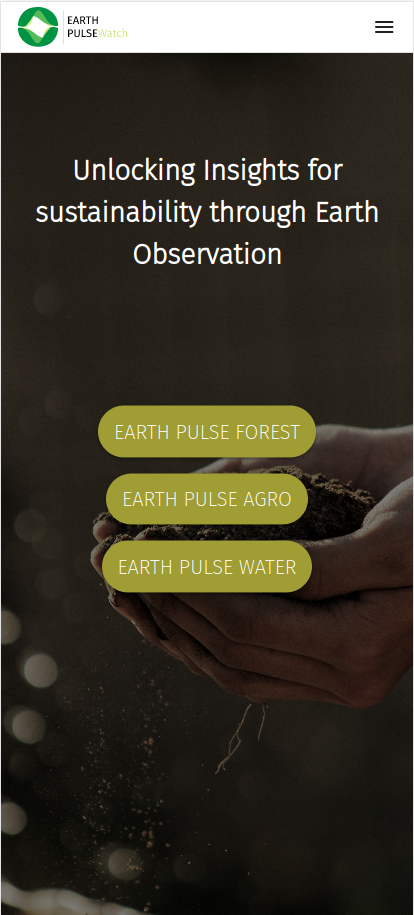 EARTH
PULSEWatch
Unlocking Insights for
sustainability through Earth
Observation
EARTH PULSE FOREST
EARTH PULSE AGRO
EARTH PULSE WATER